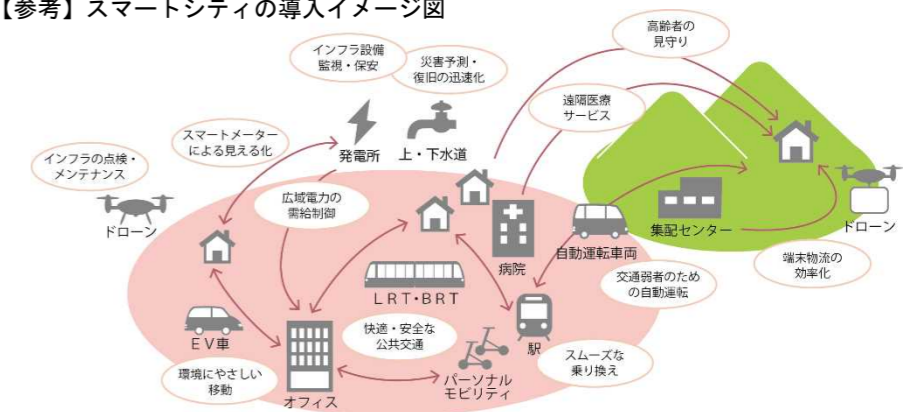 【参考】スマートシティの導入イメージ図
高齢者の
見守り
インフラ設備
監視・保安
災害予測・
復旧の迅速化
遠隔医療
サービス
スマートメーター
による見える化
発電所
上・下水道
インフラの点検・
メンテナンス
広域電力の
需給制御
ドローン
病院
自動運転車両
集配センター
ドローン
端末物流の
効率化
交通弱者のため
の自動運転
LRT・BRT
EV車
快適・安全な
公共交通
駅
スムーズな
乗り換え
環境にやさしい
移動
オフィス
パーソナル
モビリティ